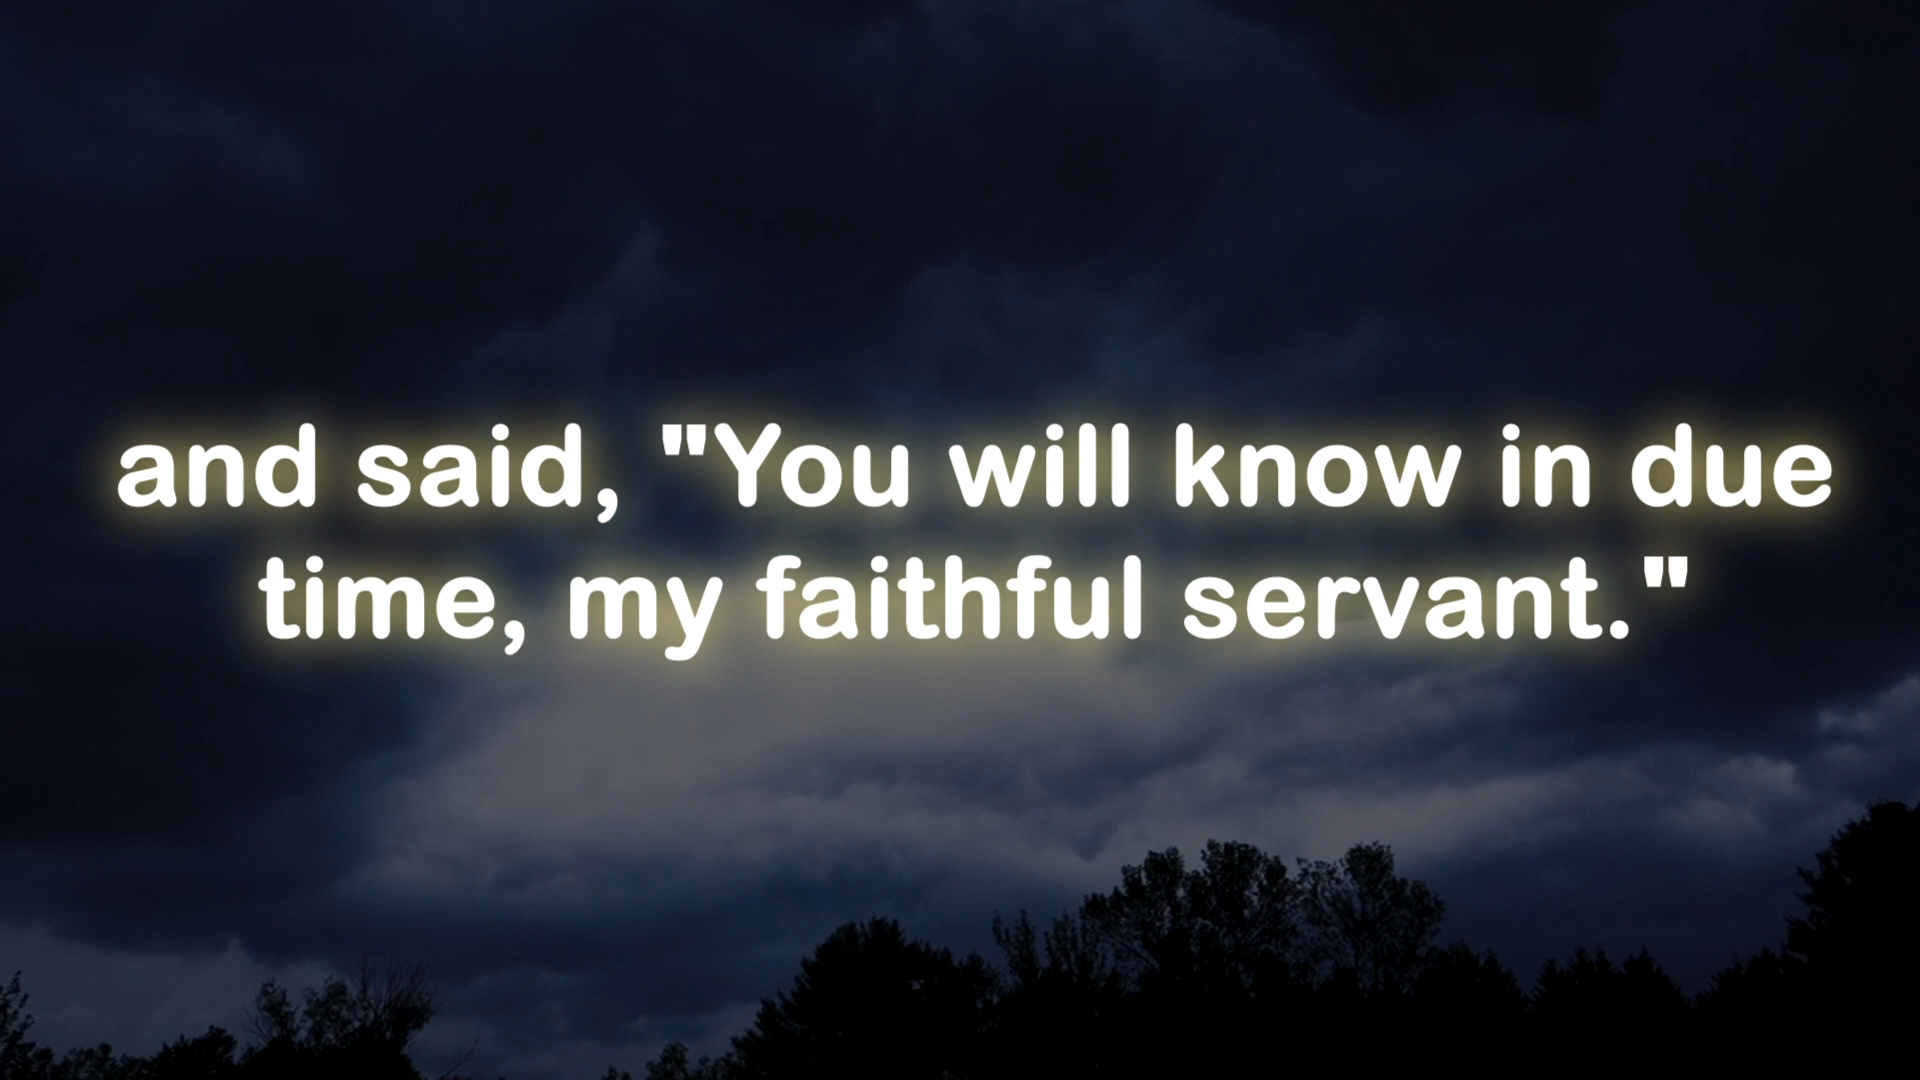 and said, "You will know in due
time, my faithful servant."